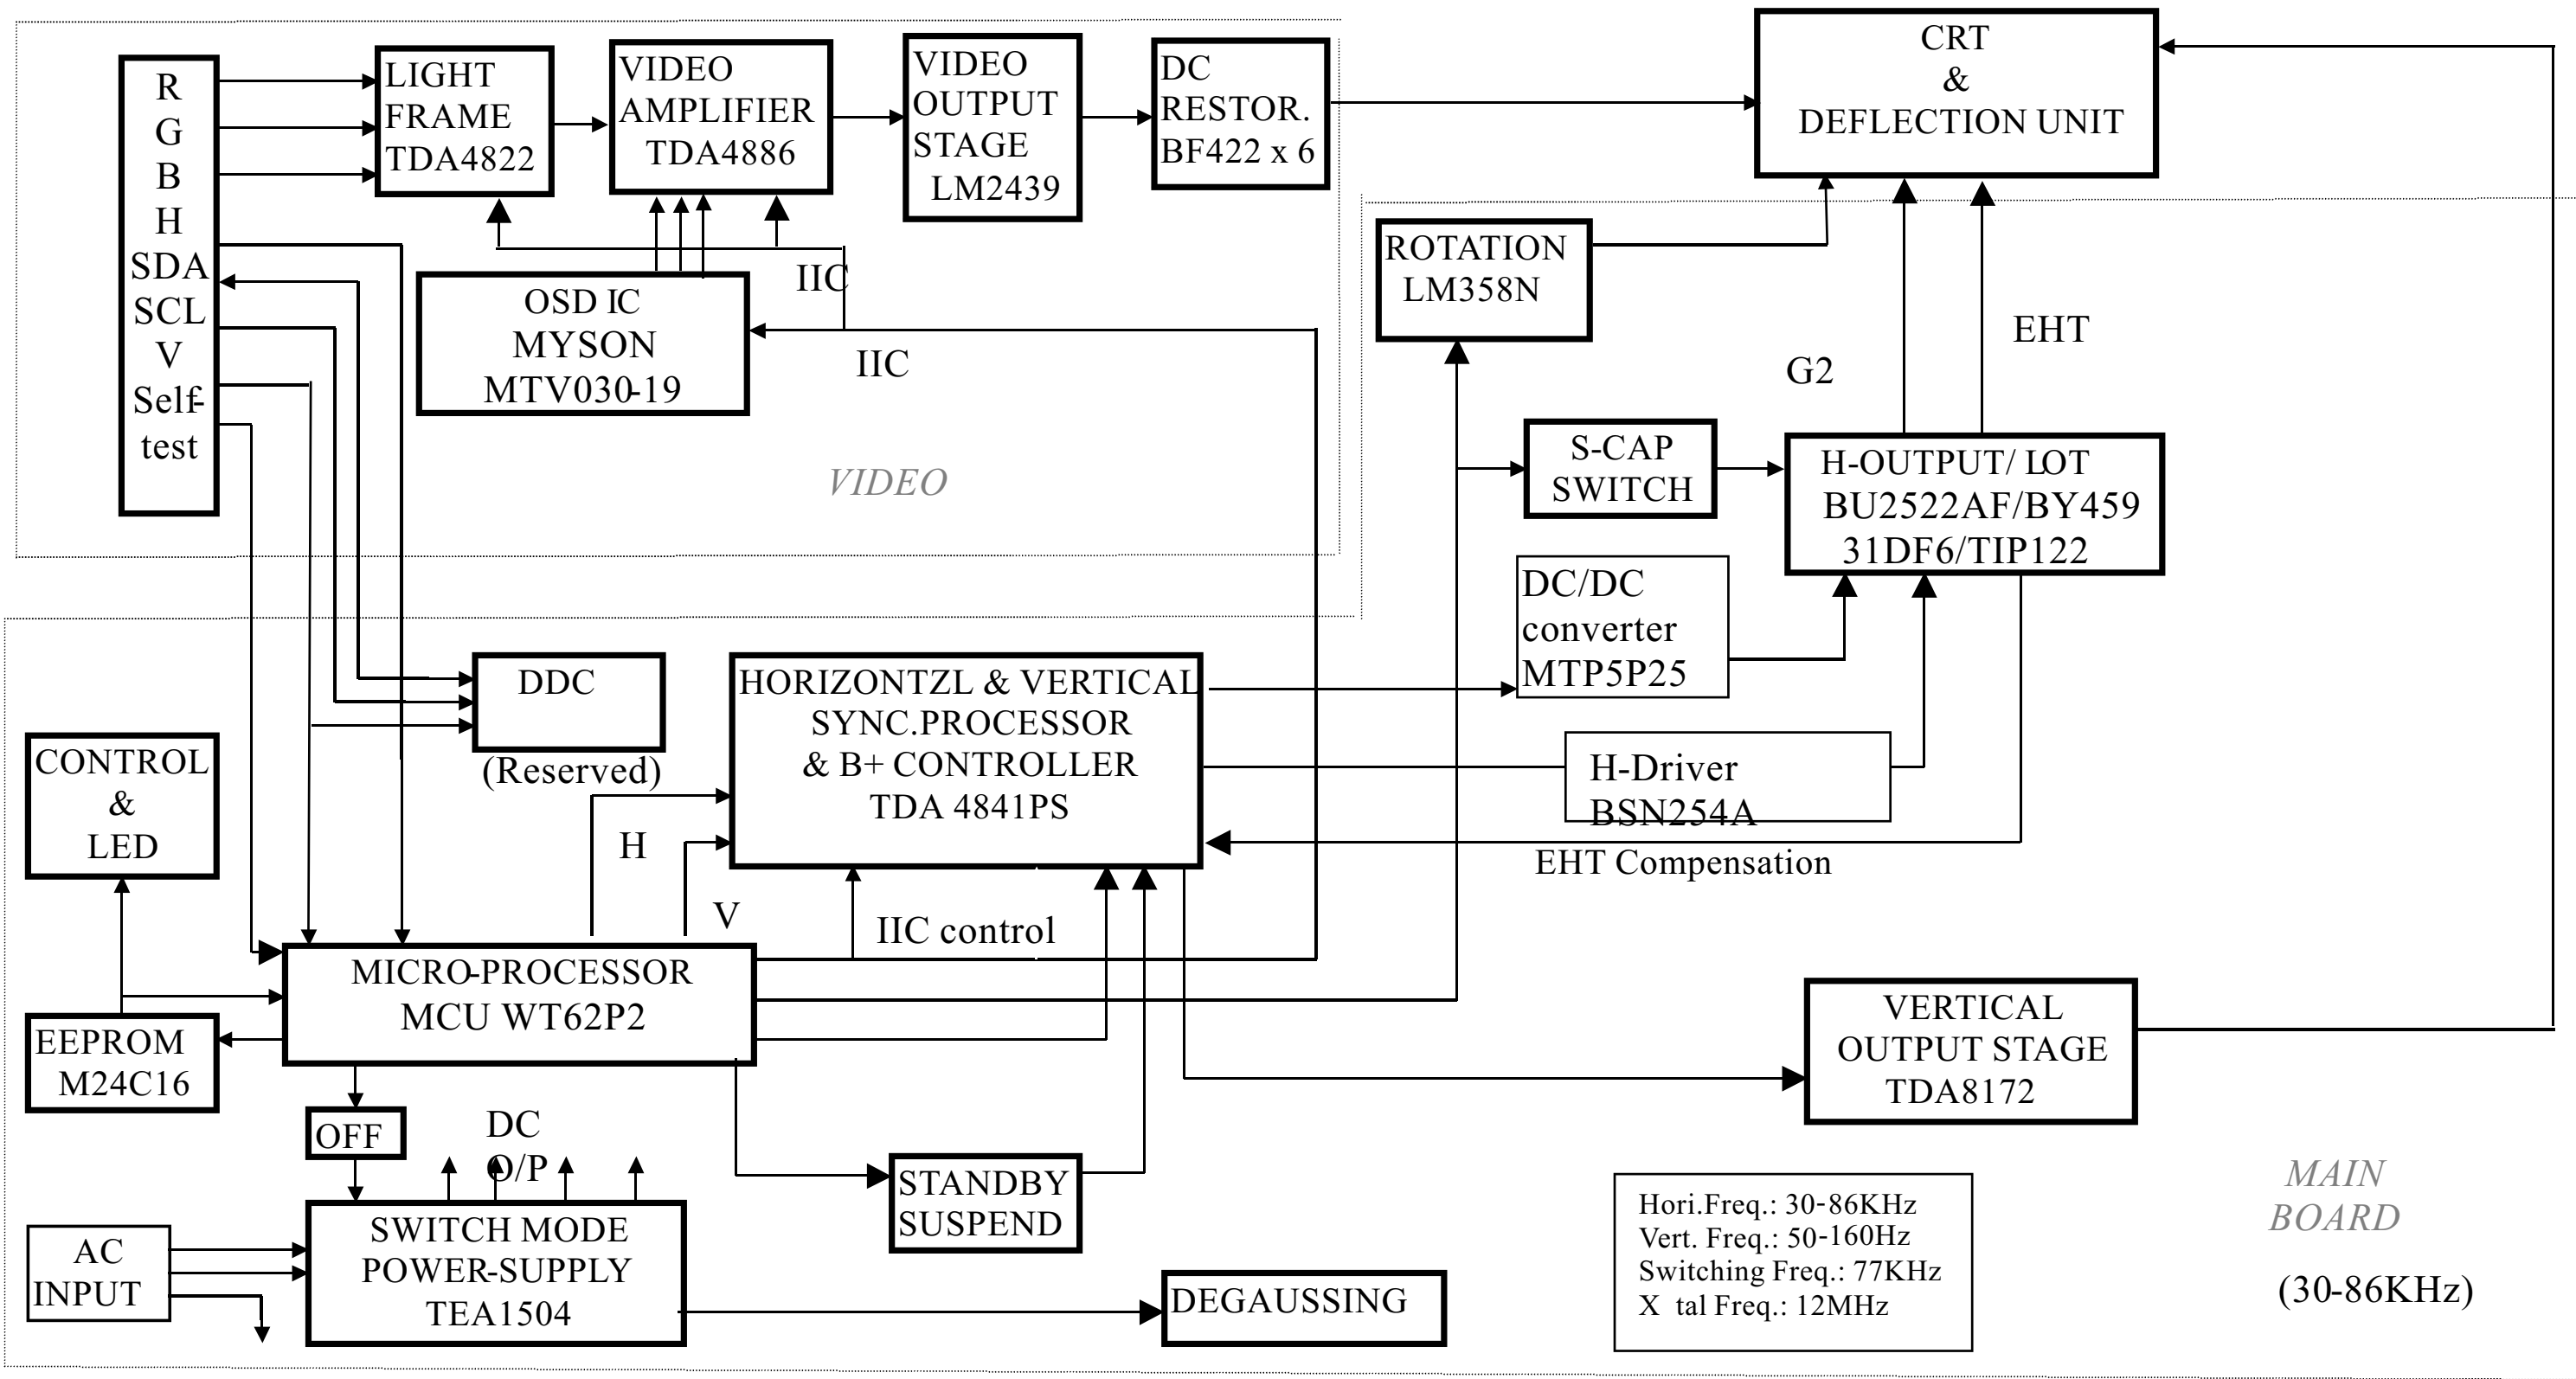 R
G
B
H
SDA
SCL
V
Self-
test
LIGHT
FRAME
TDA4822
VIDEO
AMPLIFIER
TDA4886
VIDEO
OUTPUT
STAGE
LM2439
DC
RESTOR.
BF422 x 6
CRT
&
DEFLECTION UNIT
OSD IC
MYSON
MTV030-19
IIC
IIC
VIDEO
ROTATION
LM358N
G2
EHT
S-CAP
SWITCH
H-OUTPUT/ LOT
BU2522AF/BY459
31DF6/TIP122
DC/DC
converter
MTP5P25
DDC
(Reserved)
HORIZONTZL & VERTICAL
SYNC.PROCESSOR
& B+ CONTROLLER
TDA 4841PS
H-Driver
BSN254A
EHT Compensation
CONTROL
&
LED
H
V
IIC control
MICRO-PROCESSOR
MCU WT62P2
EEPROM
M24C16
VERTICAL
OUTPUT STAGE
TDA8172
OFF
DC
O/P
STANDBY
SUSPEND
AC
INPUT
SWITCH MODE
POWER-SUPPLY
TEA1504
DEGAUSSING
Hori.Freq.: 30-86KHz
Vert. Freq.: 50-160Hz
Switching Freq.: 77KHz
X tal Freq.: 12MHz
MAIN
BOARD
(30-86KHz)